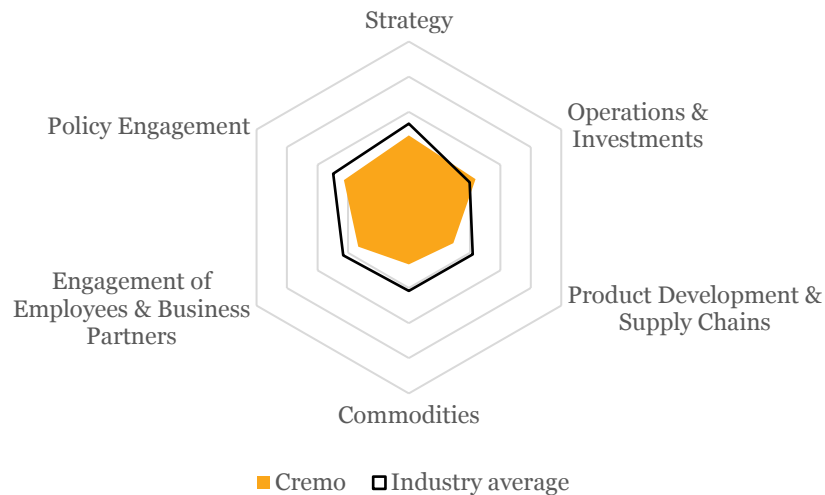 Strategy
Operations &
Investments
Policy Engagement
Engagement of
Employees & Business
Partners
Product Development &
Supply Chains
Commodities
Cremo
Industry average